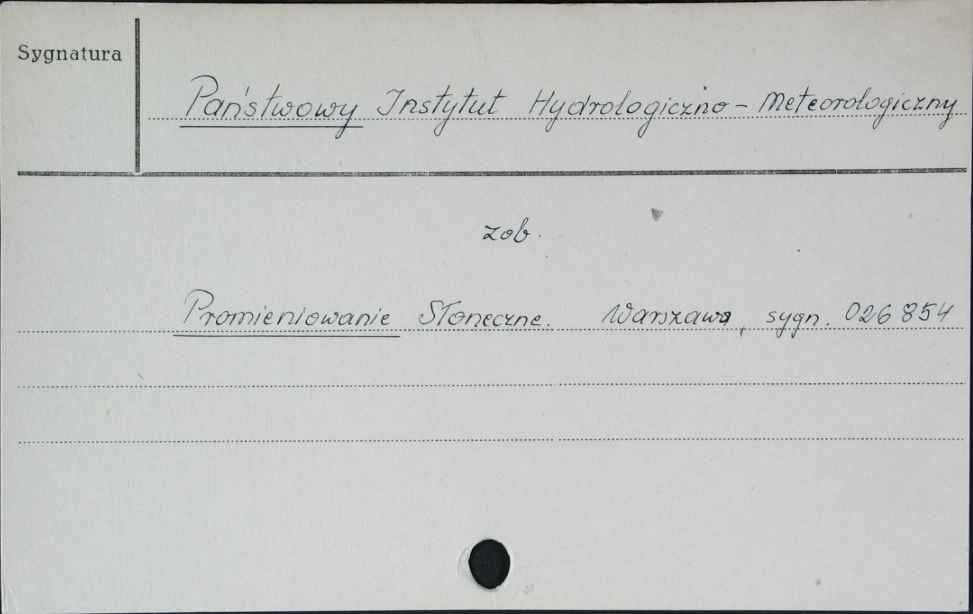 Sygnatura
Państwowy Instytut Hydrologiczno - Meteorologiczny
zob.
Promieniowanie Słoneczne. Warszawa, sygn. 026854